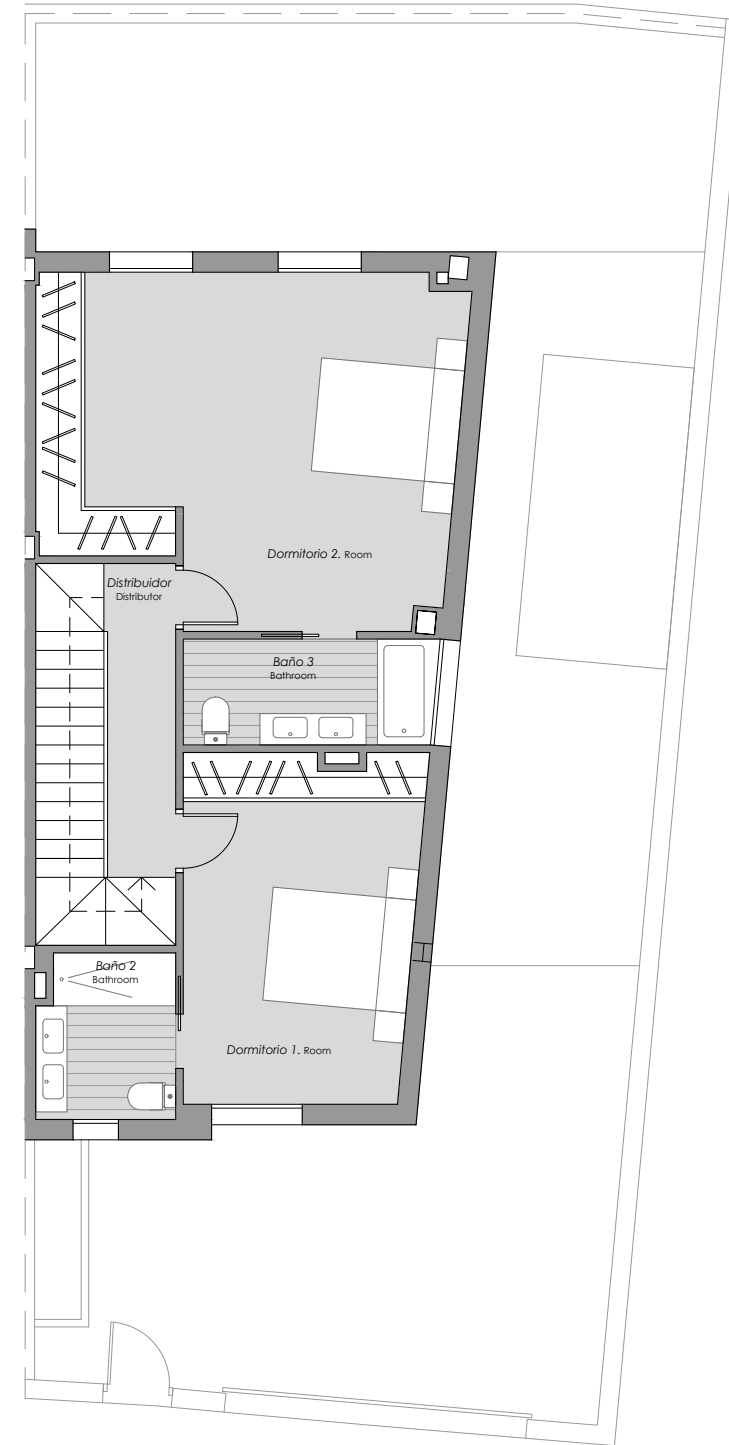 Dormitorio 2. Room
Distribuidor
Distributor
Baño 3
Bathroom
Baño 2
Bathroom
Dormitorio 1. Room